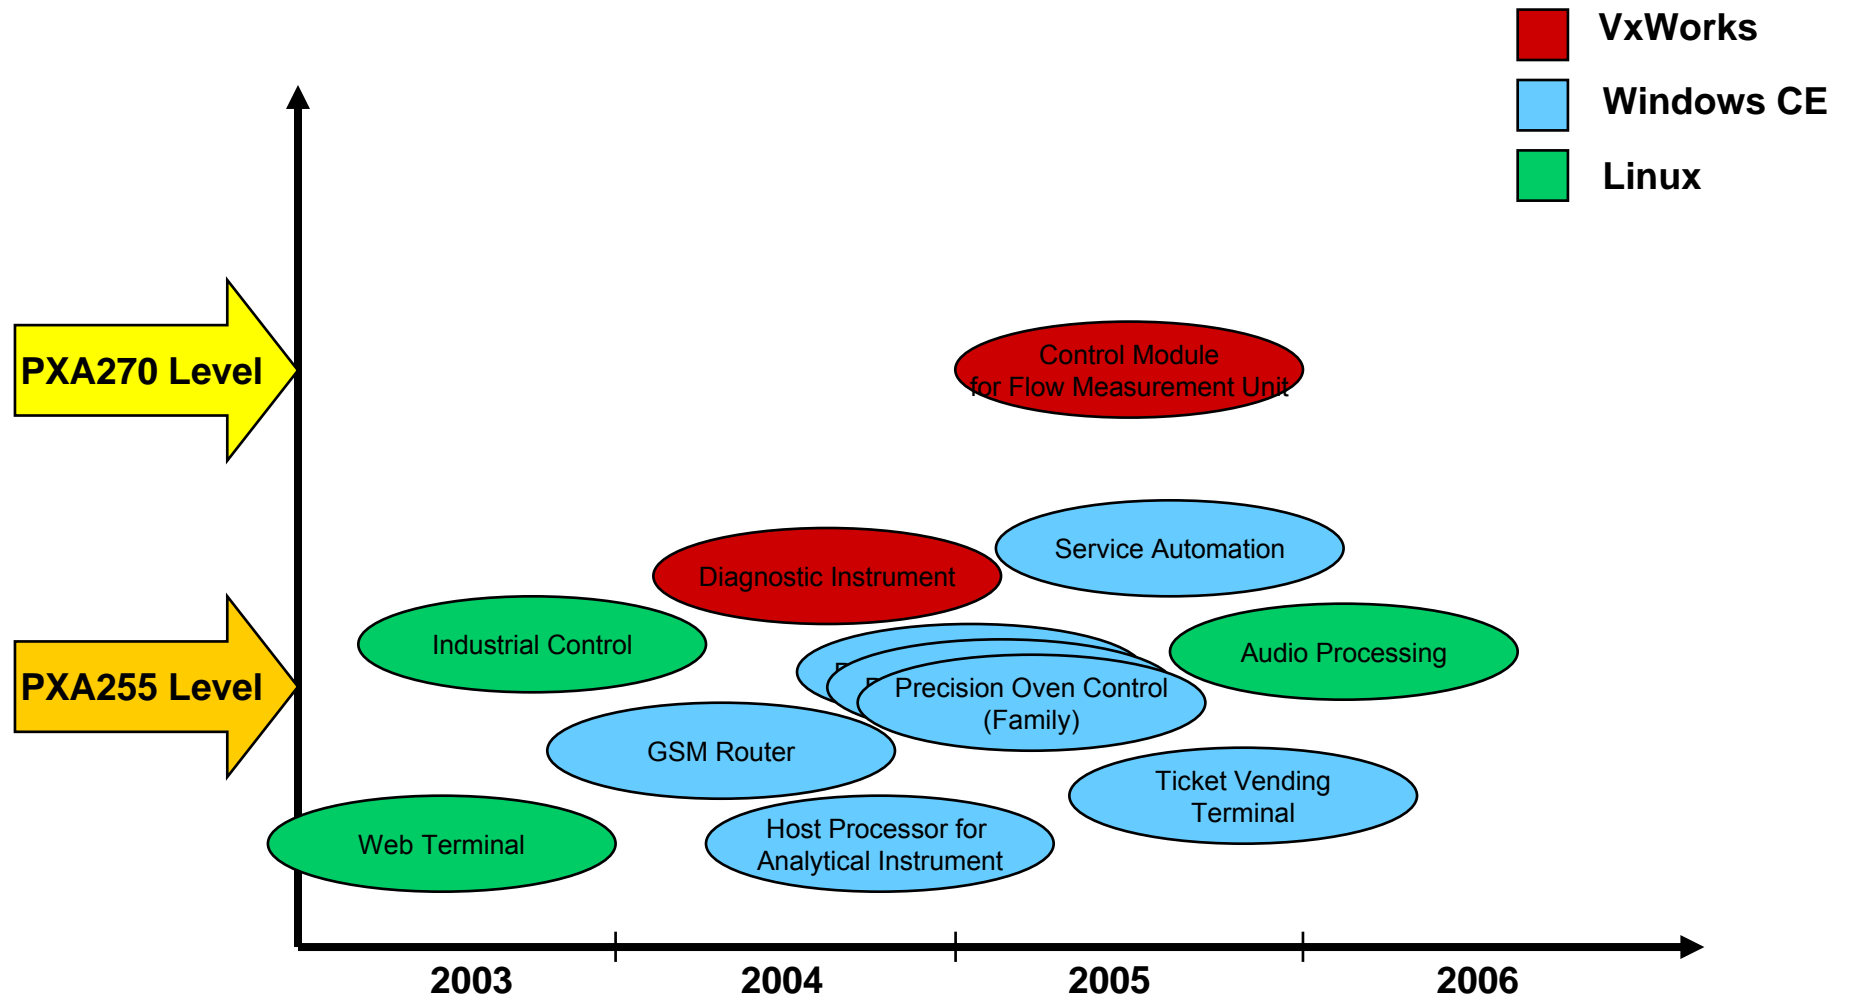 VxWorks
Windows CE
Linux
PXA270 Level
Control Module
for Flow Measurement Unit
Service Automation
Diagnostic Instrument
Industrial Control
Audio Processing
PXA255 Level
Precision Oven Control
(Family)
GSM Router
Ticket Vending
Terminal
Host Processor for
Analytical Instrument
Web Terminal
2003
2004
2005
2006